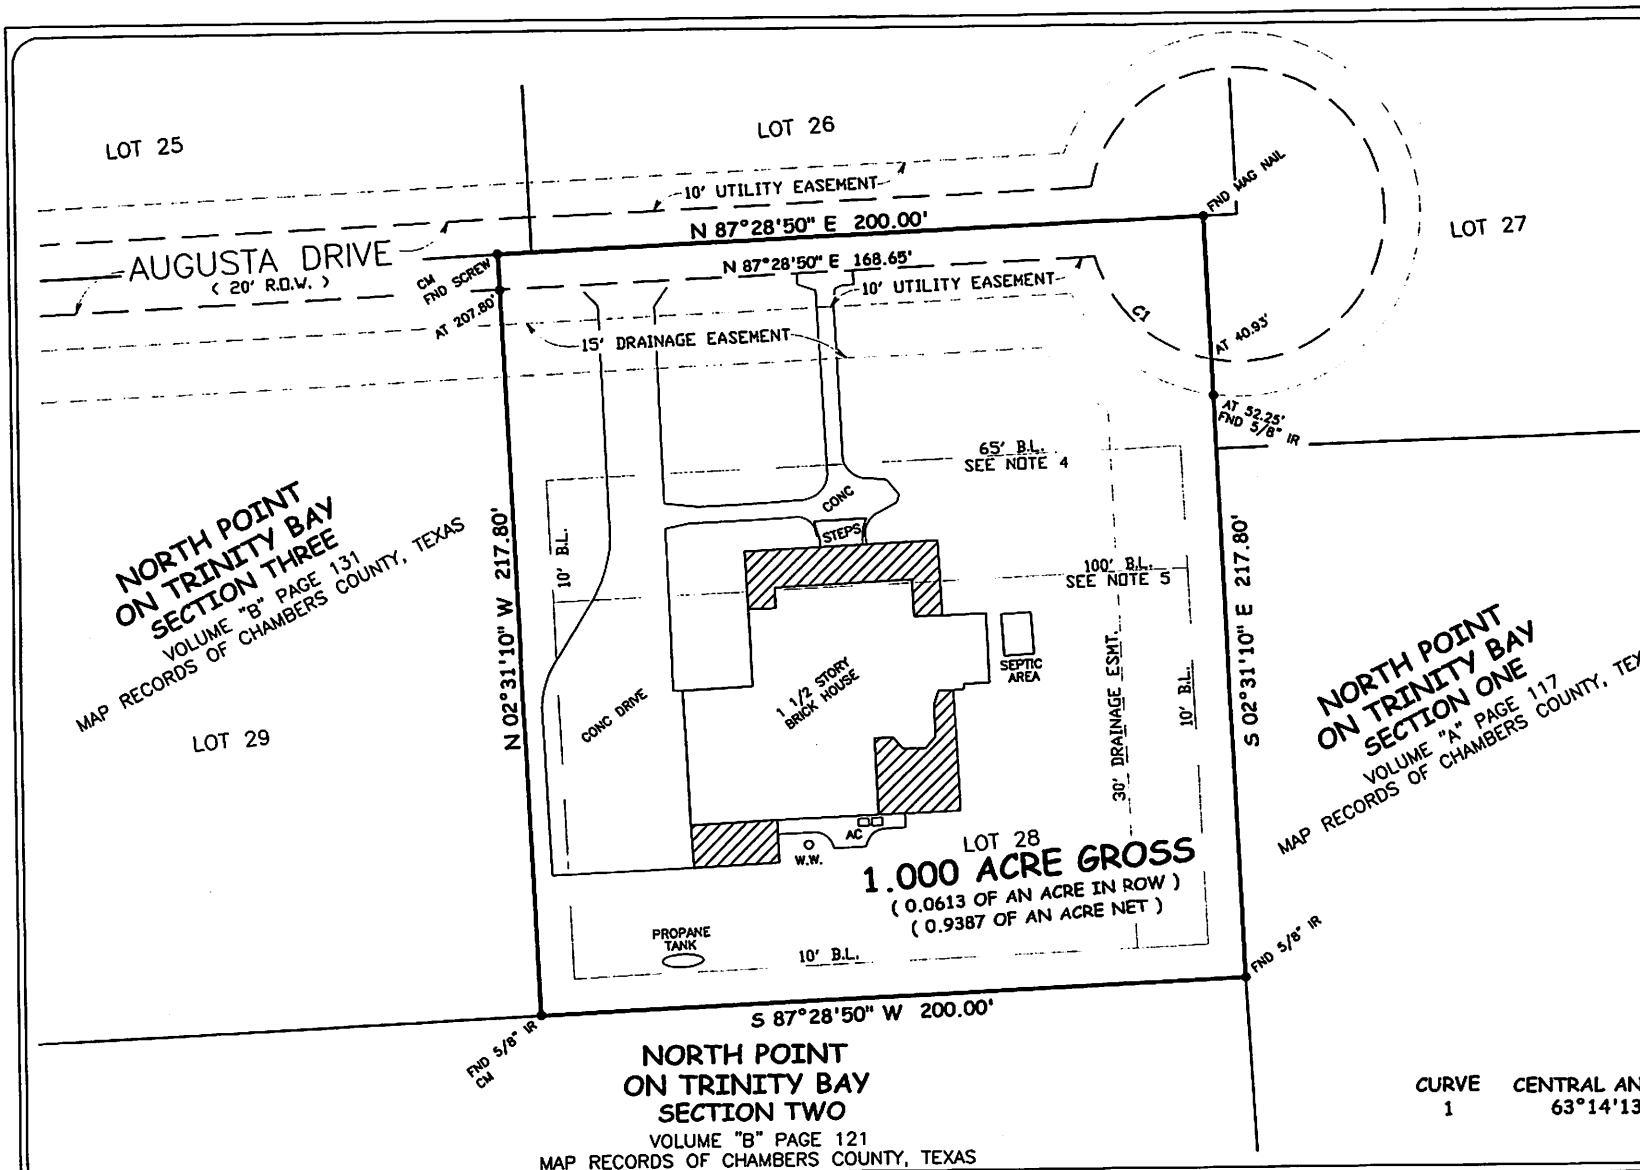 LOT 25
LOT 26
LOT 27
10' UTILITY EASEMENT
FND MAG NAIL
N 87°28'50" E 200.00'
AUGUSTA DRIVE
( 20' R.O.W. )
CM
FND SCREW
AT 207.80'
N 87°28'50" E 168.65'
10' UTILITY EASEMENT
C1
AT 40.93'
15' DRAINAGE EASEMENT
AT 52.25'
FND 5/8" IR
65' B.L.
SEE NOTE 4
NORTH POINT
ON TRINITY BAY
SECTION THREE
VOLUME "B" PAGE 131
MAP RECORDS OF CHAMBERS COUNTY, TEXAS
LOT 29
N 02°31'10" W 217.80'
10' B.L.
CONC
STEPS
100' B.L.
SEE NOTE 5
S 02°31'10" E 217.80'
SEPTIC
AREA
30' DRAINAGE ESMT.
10' B.L.
1 1/2 STORY
BRICK HOUSE
CONC DRIVE
NORTH POINT
ON TRINITY BAY
SECTION ONE
VOLUME "A" PAGE 117
MAP RECORDS OF CHAMBERS COUNTY, TEX
AC
W.W.
LOT 28
1.000 ACRE GROSS
( 0.0613 OF AN ACRE IN ROW )
( 0.9387 OF AN ACRE NET )
PROPANE
TANK
10' B.L.
FND 5/8" IR
S 87°28'50" W 200.00'
FND 5/8" IR
CM
NORTH POINT
ON TRINITY BAY
SECTION TWO
VOLUME "B" PAGE 121
MAP RECORDS OF CHAMBERS COUNTY, TEXAS
CURVE CENTRAL AN
1 63°14'13